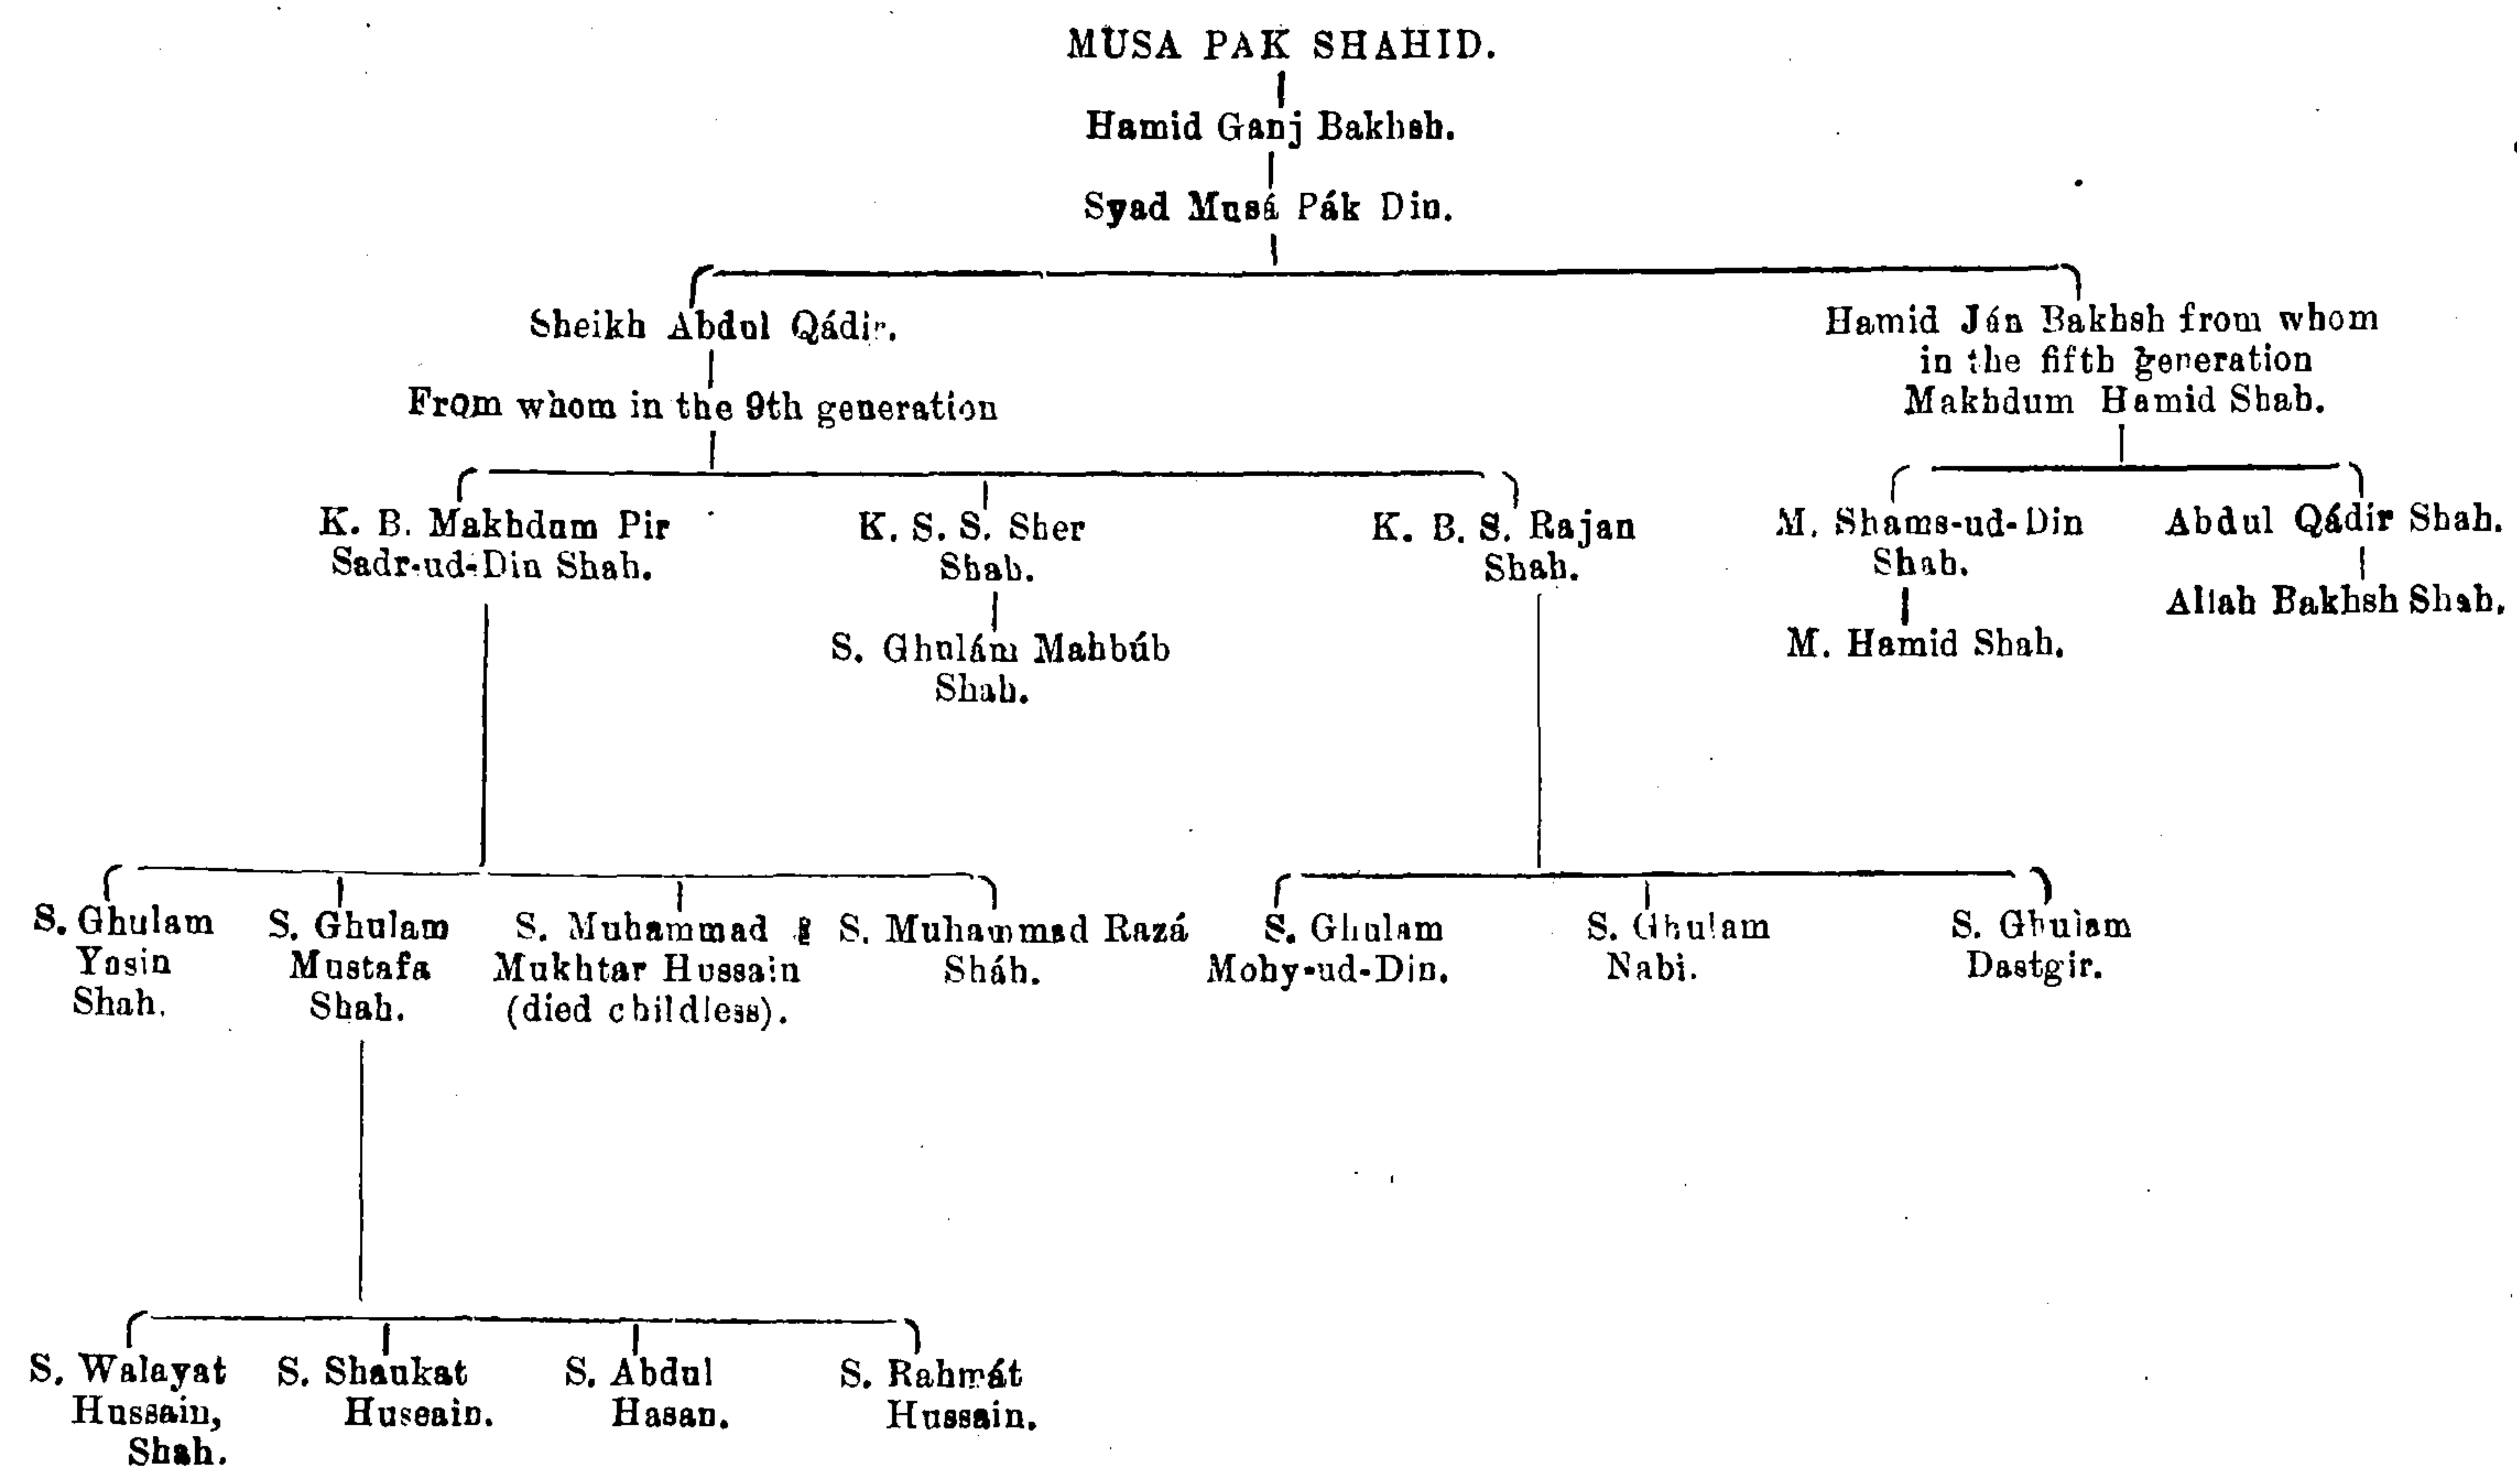 MUSA PAK SHAHID.
Hamid Ganj Bakhsh.
Syad Musá Pák Din.
Sheikh Abdul Qádir.
From whom in the 9th generation
Hamid Ján Bakhsh from whom
in the fifth generation
Makhdum Hamid Shah.
K. B. Makhdum Pir
Sadr-ud-Din Shah.
K. S. S. Sher
Shah.
S. Ghulám Mahbúb
Shah.
K. B. S. Rajan
Shah.
M. Shams-ud-Din
Shah.
M. Hamid Shah.
Abdul Qádir Shah.
Allah Bakhsh Shah.
S. Ghulam
Yasin
Shah.
S. Ghulam
Mustafa
Shah.
S. Muhammad
Mukhtar Hussain
(died childless).
S. Muhammad Razá
Sháh.
S. Ghulam
Mohy-ud-Din.
S. Ghulam
Nabi.
S. Ghulam
Dastgir.
S. Walayat
Hussain,
Shah.
S. Shaukat
Hussain.
S. Abdul
Hasan.
S. Rahmát
Hussain.